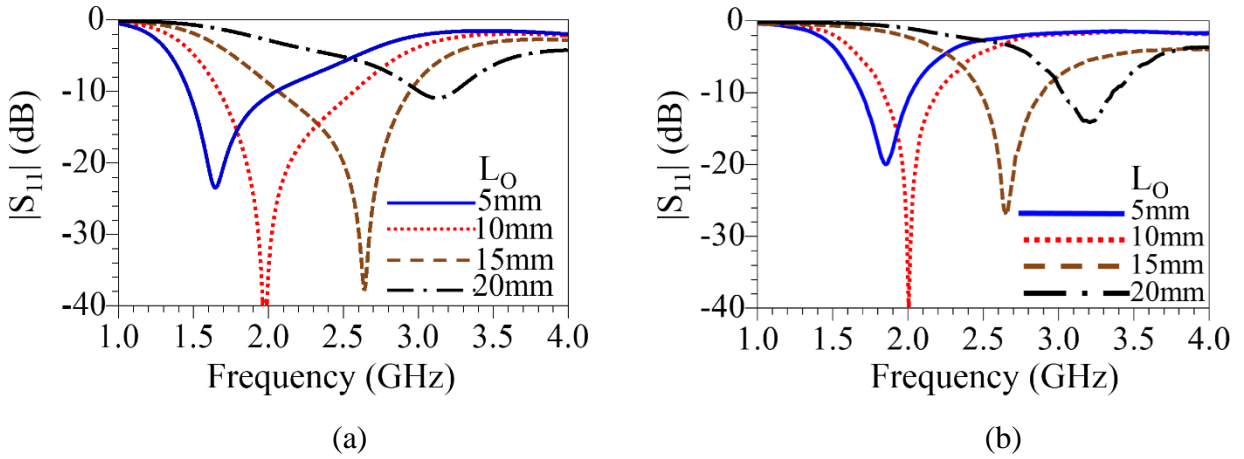 0
-10
-20
-30
-40
|S11| (dB)
LO
5mm
10mm
15mm
20mm
1.0 1.5 2.0 2.5 3.0 3.5 4.0
Frequency (GHz)
(a)
0
-10
-20
-30
-40
|S11| (dB)
LO
5mm
10mm
15mm
20mm
1.0 1.5 2.0 2.5 3.0 3.5 4.0
Frequency (GHz)
(b)